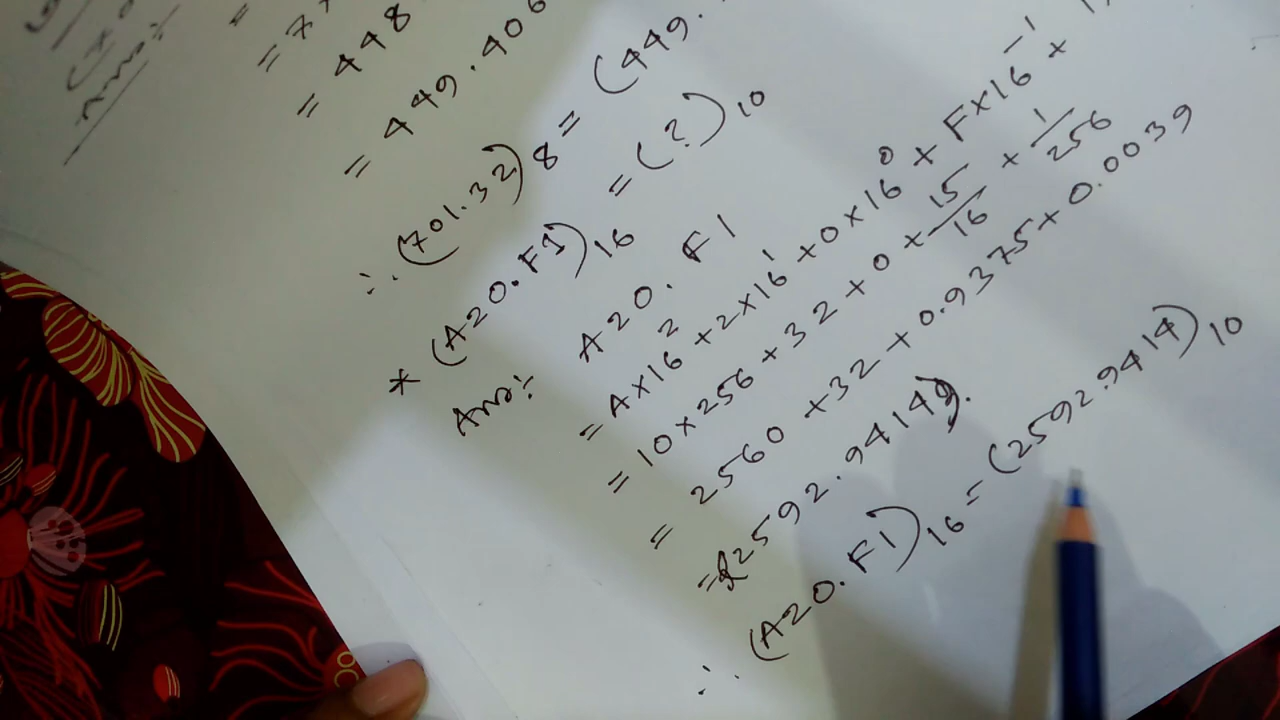 = 448
= 449.406
∴ (701.32)8 = (449.
* (A20.F1)16 = (?)10
Ans:- A20.F1
= A×16² + 2×16¹ + 0×16⁰ × F×16⁻¹ ×
= 10×256 + 32 + 0 × 15/16 × 1/256
= 2560 + 32 + 0.9375 + 0.0039
= 2592.94149.
∴ (A20.F1)16 = (2592.9414)10